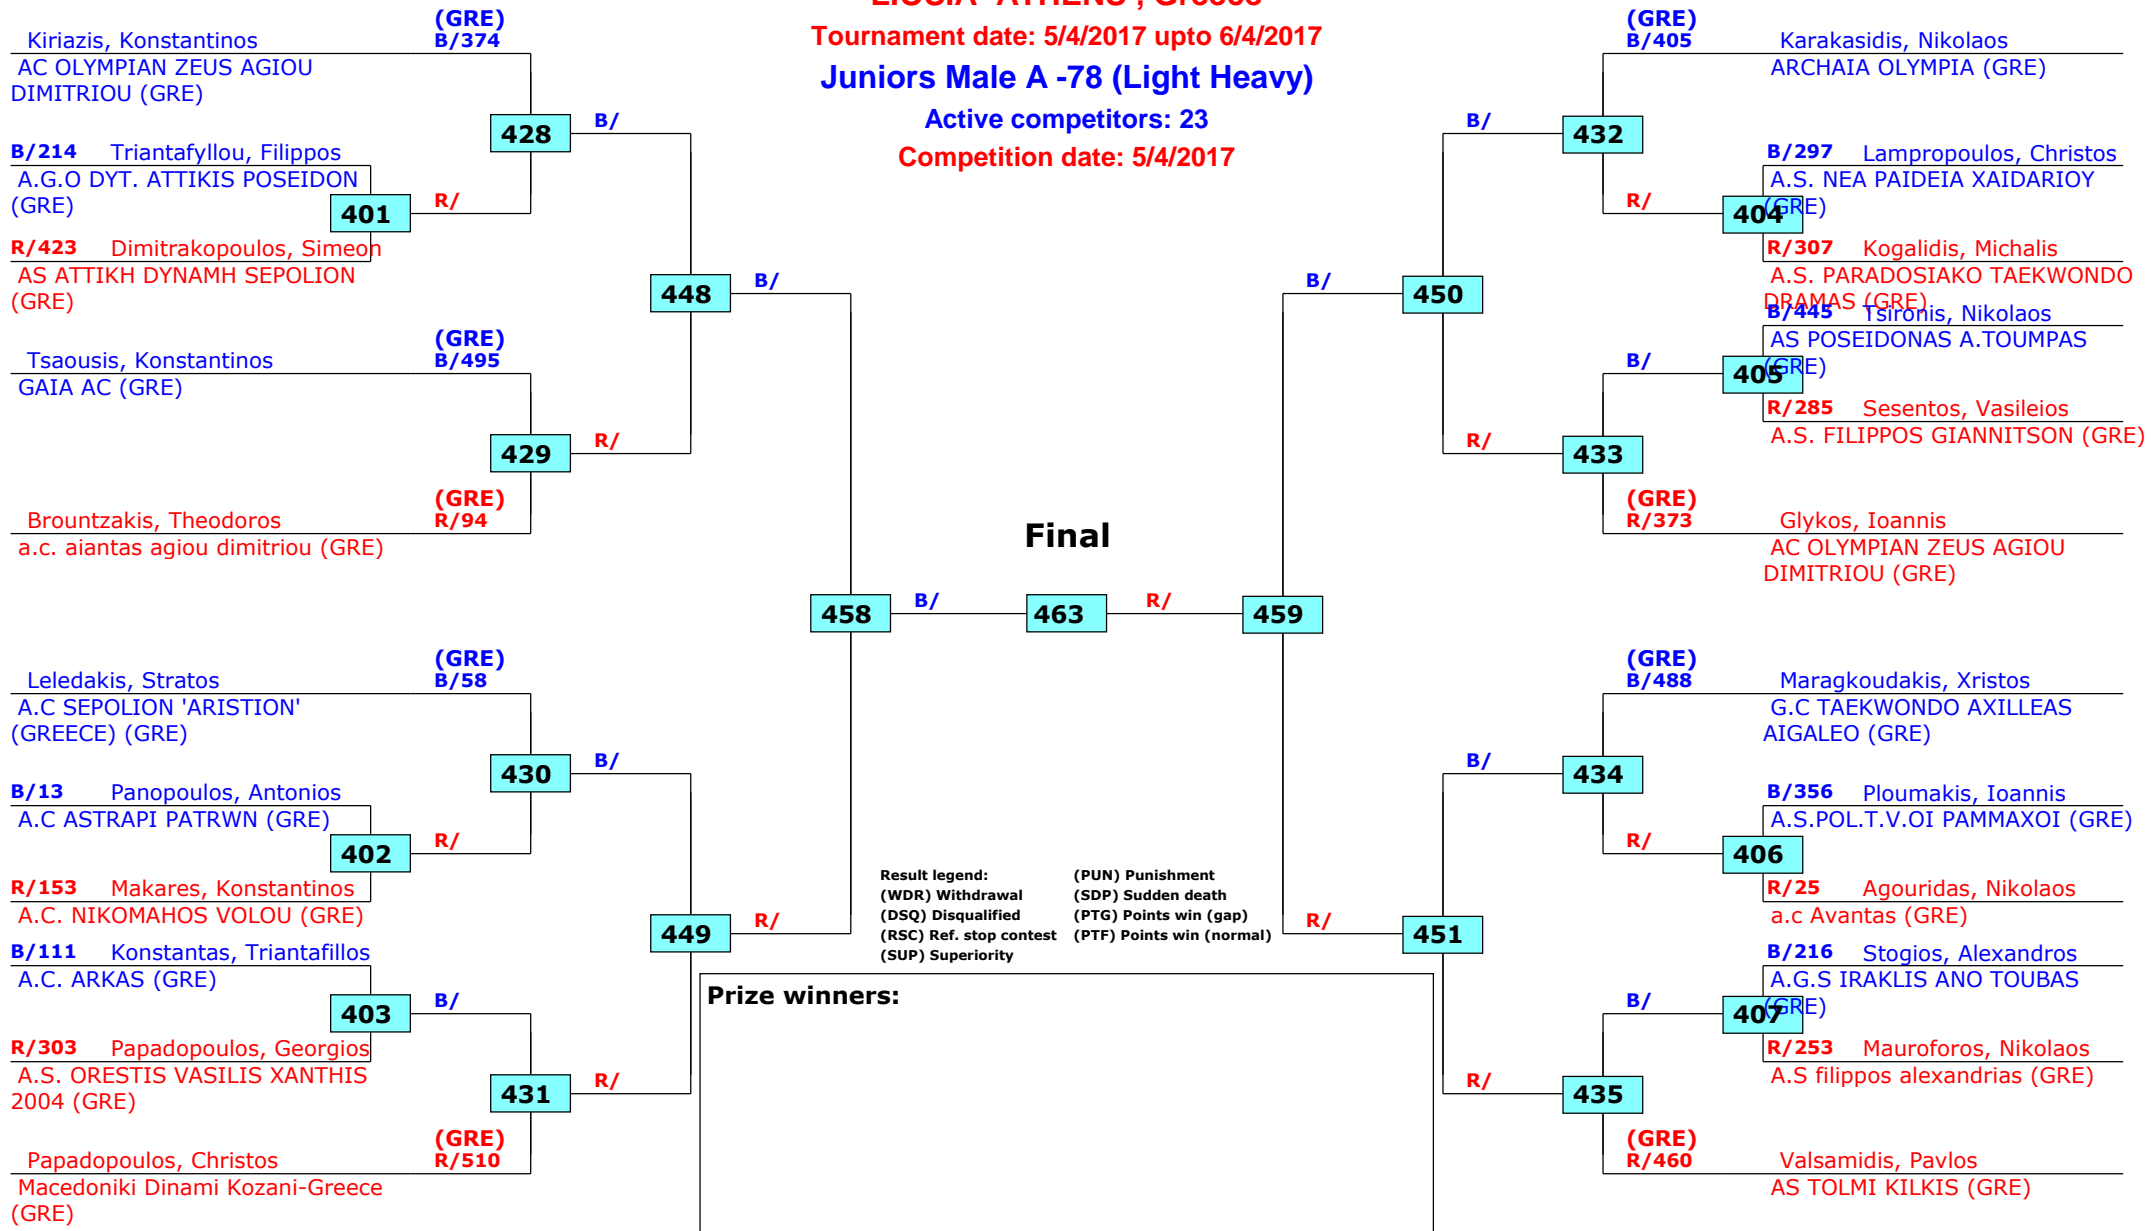 LIOSIA ATHENS , Greece
Tournament date: 5/4/2017 upto 6/4/2017
Juniors Male A -78 (Light Heavy)
Active competitors: 23
Competition date: 5/4/2017
(GRE)
Kiriazis, Konstantinos B/374
AC OLYMPIAN ZEUS AGIOU
DIMITRIOU (GRE)
428
B/
B/214 Triantafyllou, Filippos
A.G.O DYT. ATTIKIS POSEIDON
(GRE)
401
R/
R/423 Dimitrakopoulos, Simeon
AS ATTIKH DYNAMH SEPOLION
(GRE)
448
B/
(GRE)
Tsaousis, Konstantinos B/495
GAIA AC (GRE)
429
R/
(GRE)
Brountzakis, Theodoros R/94
a.c. aiantas agiou dimitriou (GRE)
Final
458
B/
463
R/
459
(GRE)
Leledakis, Stratos B/58
A.C SEPOLION 'ARISTION'
(GREECE) (GRE)
430
B/
B/13 Panopoulos, Antonios
A.C ASTRAPI PATRWN (GRE)
402
R/
R/153 Makares, Konstantinos
A.C. NIKOMAHOS VOLOU (GRE)
449
R/
B/111 Konstantas, Triantafillos
A.C. ARKAS (GRE)
403
B/
R/303 Papadopoulos, Georgios
A.S. ORESTIS VASILIS XANTHIS
2004 (GRE)
431
R/
(GRE)
Papadopoulos, Christos R/510
Macedoniki Dinami Kozani-Greece
(GRE)
(GRE)
B/405 Karakasidis, Nikolaos
ARCHAIA OLYMPIA (GRE)
B/
432
B/297 Lampropoulos, Christos
A.S. NEA PAIDEIA XAIDARIOY
(GRE)
R/
404
R/307 Kogalidis, Michalis
A.S. PARADOSIAKO TAEKWONDO
DRAMAS (GRE)
B/
450
B/445 Tsironis, Nikolaos
AS POSEIDONAS A.TOUMPAS
(GRE)
B/
405
R/285 Sesentos, Vasileios
A.S. FILIPPOS GIANNITSON (GRE)
R/
433
(GRE)
R/373 Glykos, Ioannis
AC OLYMPIAN ZEUS AGIOU
DIMITRIOU (GRE)
(GRE)
B/488 Maragkoudakis, Xristos
G.C TAEKWONDO AXILLEAS
AIGALEO (GRE)
B/
434
B/356 Ploumakis, Ioannis
A.S.POL.T.V.OI PAMMAXOI (GRE)
R/
406
R/25 Agouridas, Nikolaos
a.c Avantas (GRE)
R/
451
B/216 Stogios, Alexandros
A.G.S IRAKLIS ANO TOUBAS
(GRE)
B/
407
R/253 Mauroforos, Nikolaos
A.S filippos alexandrias (GRE)
R/
435
(GRE)
R/460 Valsamidis, Pavlos
AS TOLMI KILKIS (GRE)
Result legend: (PUN) Punishment
(WDR) Withdrawal (SDP) Sudden death
(DSQ) Disqualified (PTG) Points win (gap)
(RSC) Ref. stop contest (PTF) Points win (normal)
(SUP) Superiority
Prize winners: